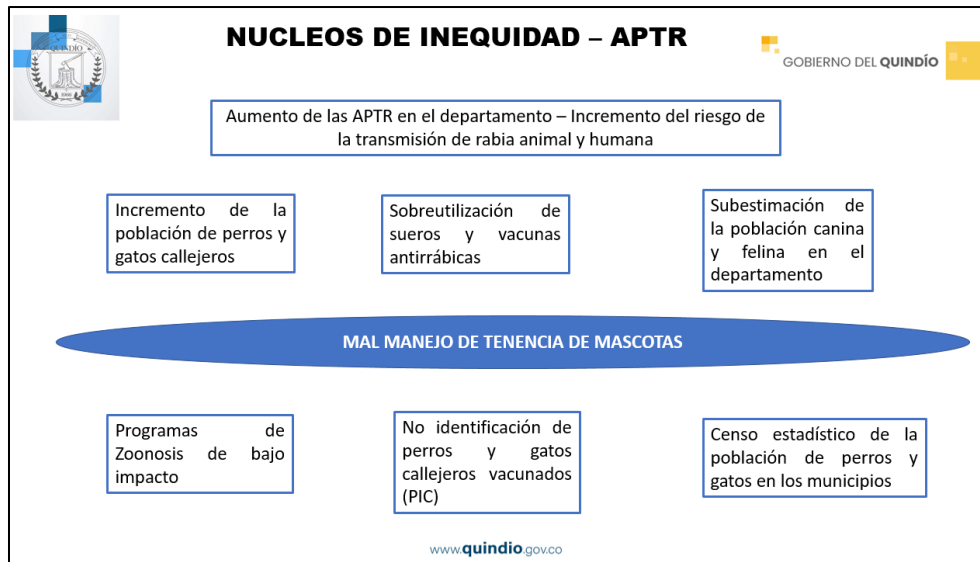 NUCLEOS DE INEQUIDAD – APTR
QUINDIO
GOBIERNO DEL QUINDÍO
Aumento de las APTR en el departamento – Incremento del riesgo de
la transmisión de rabia animal y humana
Incremento de la
población de perros y
gatos callejeros
Sobreutilización de
sueros y vacunas
antirrábicas
Subestimación de
la población canina
y felina en el
departamento
MAL MANEJO DE TENENCIA DE MASCOTAS
Programas de
Zoonosis de bajo
impacto
No identificación de
perros y gatos
callejeros vacunados
(PIC)
Censo estadístico de la
población de perros y
gatos en los municipios
www.quindio.gov.co